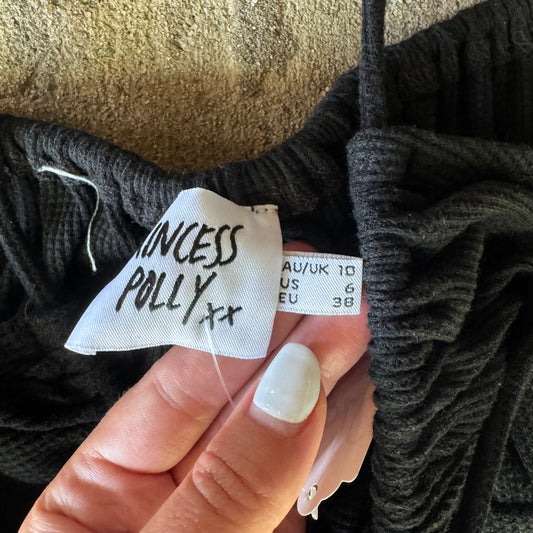 INCESS
POLLY xx
AU/UK 10
US 6
EU 38